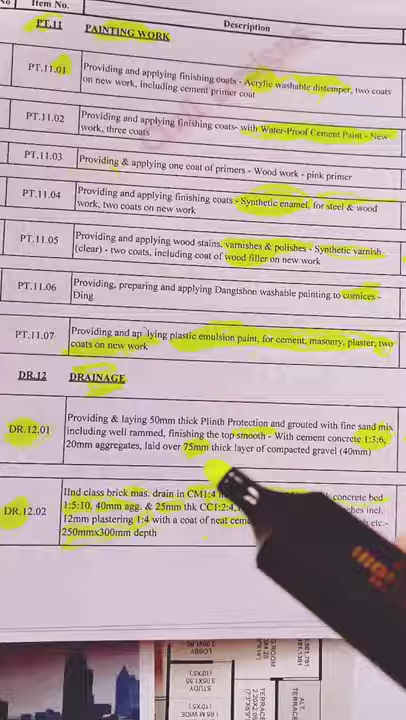 No Item No. Description
PT.11 PAINTING WORK
PT.11.01 Providing and applying finishing coats - Acrylic washable distemper, two coats
on new work, including cement primer coat
PT.11.02 Providing and applying finishing coats- with Water-Proof Cement Paint - New
work, three coats
PT.11.03 Providing & applying one coat of primers - Wood work - pink primer
PT.11.04 Providing and applying finishing coats - Synthetic enamel, for steel & wood
work, two coats on new work
PT.11.05 Providing and applying wood stains, varnishes & polishes - Synthetic varnish
(clear) - two coats, including coat of wood filler on new work
PT.11.06 Providing, preparing and applying Dangtshon washable painting to cornices -
Ding
PT.11.07 Providing and applying plastic emulsion paint, for cement, masonry, plaster, two
coats on new work
DR.12 DRAINAGE
DR.12.01 Providing & laying 50mm thick Plinth Protection and grouted with fine sand mix
including well rammed, finishing the top smooth - With cement concrete 1:3:6,
20mm aggregates, laid over 75mm thick layer of compacted gravel (40mm)
DR.12.02 IInd class brick mas. drain in CM1:4 concrete bed
1:5:10, 40mm agg. & 25mm thk CC1:2:4, incl.
12mm plastering 1:4 with a coat of neat etc.-
250mmx300mm depth
LOBBY
STUDY
(10X5)
1.65 M WIDE
TERRACE
ROOM
ALT